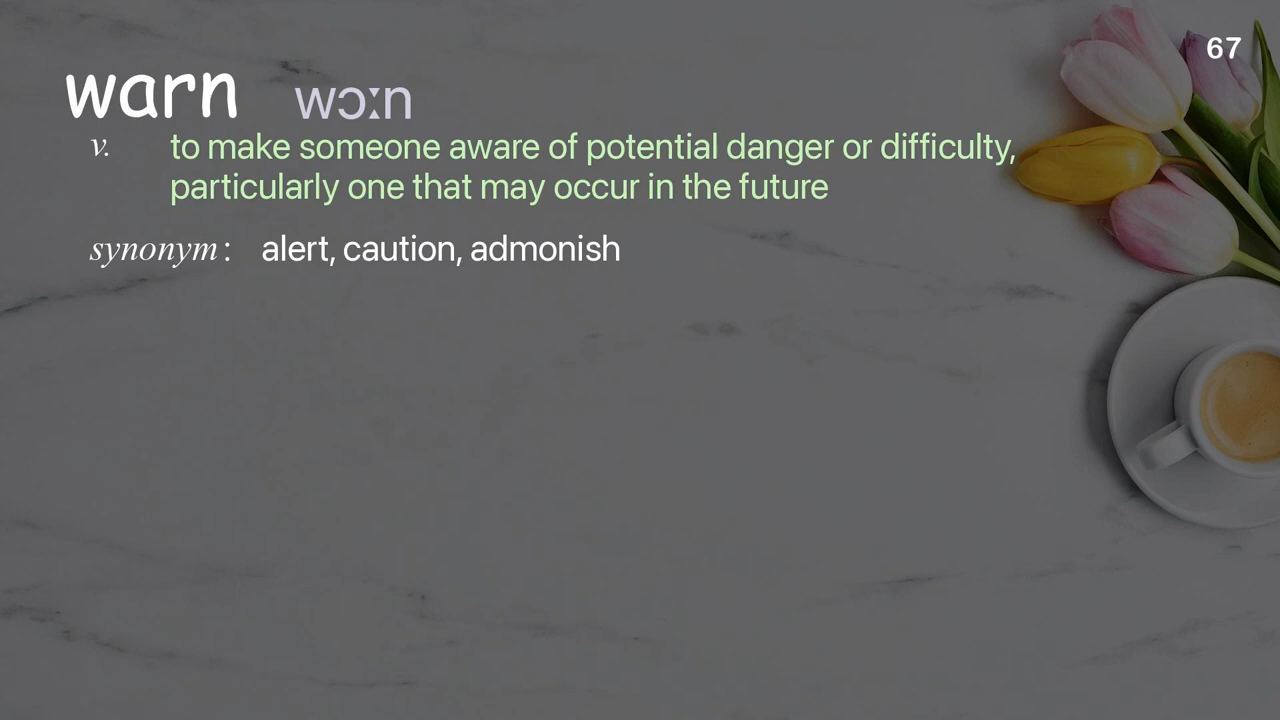 67
warn wɔːn
v. to make someone aware of potential danger or difficulty,
particularly one that may occur in the future
synonym : alert, caution, admonish